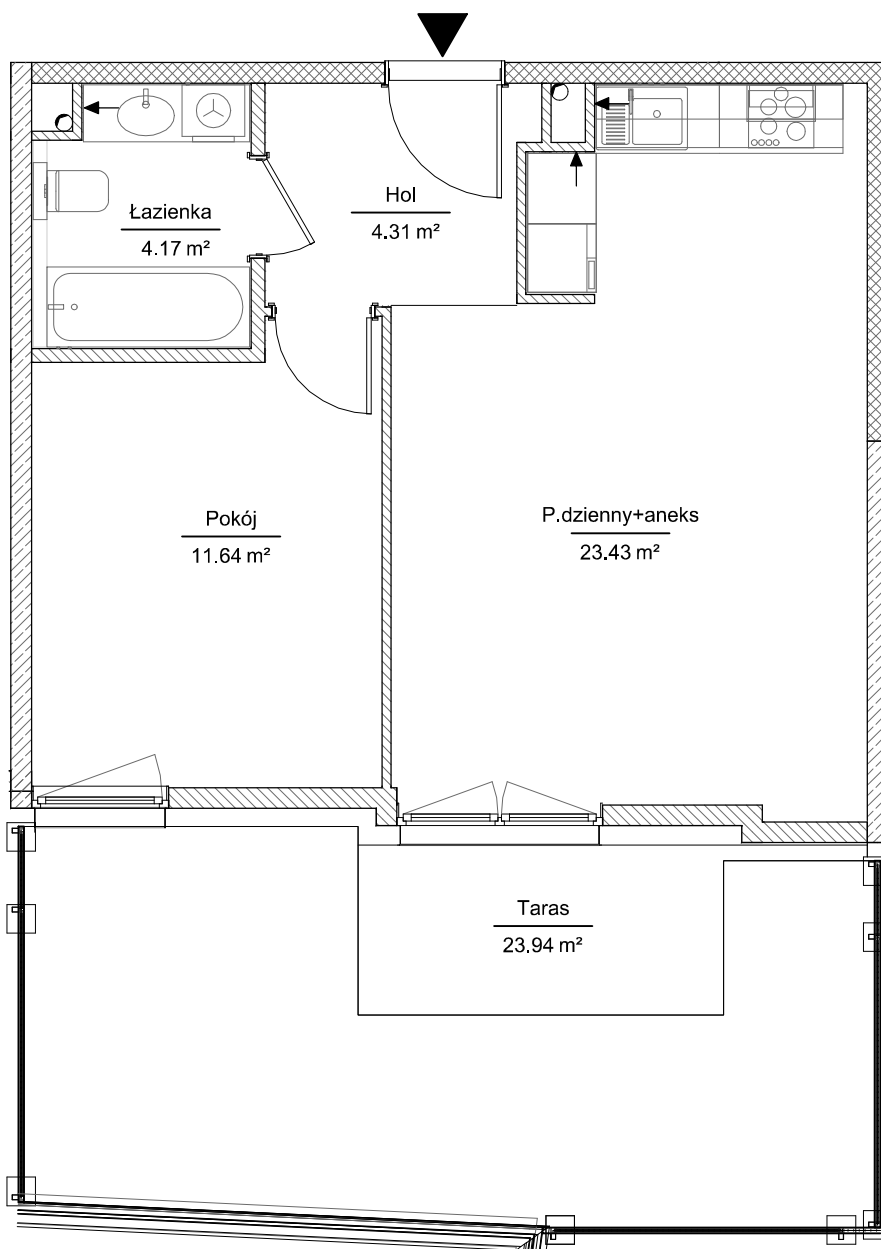 Hol
4.31 m²
Łazienka
4.17 m²
Pokój
11.64 m²
P.dzienny+aneks
23.43 m²
Taras
23.94 m²